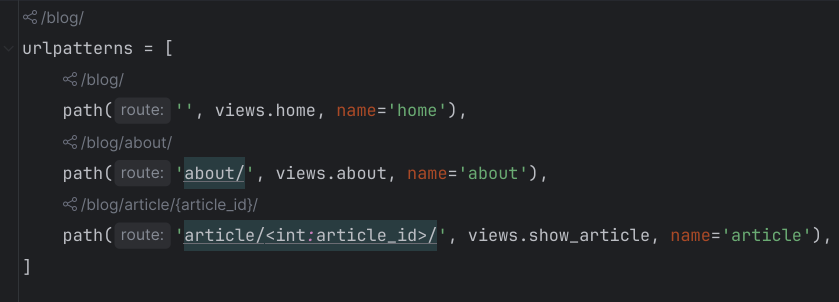 /blog/
urlpatterns = [
/blog/
path( route: '', views.home, name='home'),
/blog/about/
path( route: 'about/', views.about, name='about'),
/blog/article/{article_id}/
path( route: 'article/<int:article_id>/', views.show_article, name='article'),
]